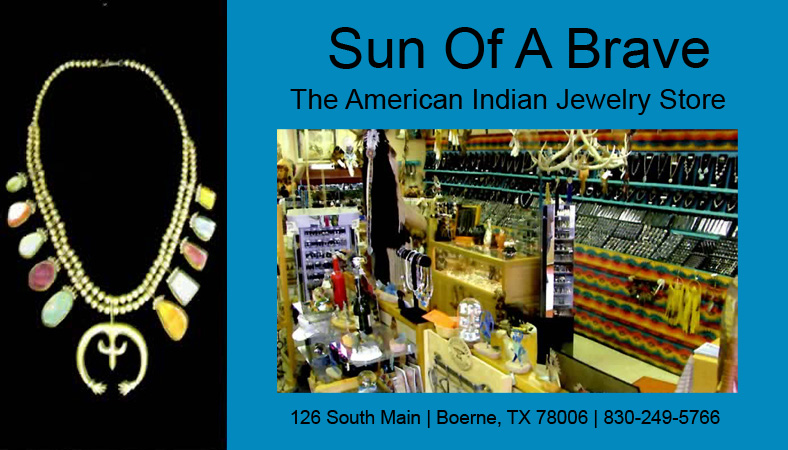 Sun Of A Brave
The American Indian Jewelry Store
126 South Main | Boerne, TX 78006 | 830-249-5766